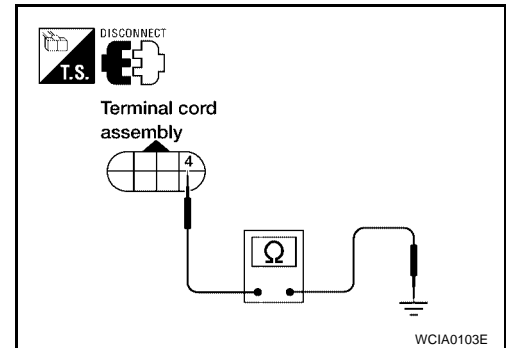 DISCONNECT
T.S.
Terminal cord
assembly
4
Ω
WCIA0103E